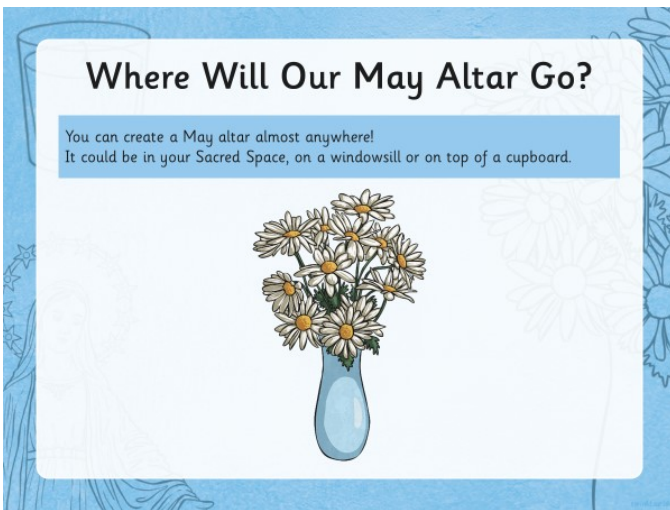 Where Will Our May Altar Go?
You can create a May altar almost anywhere!
It could be in your Sacred Space, on a windowsill or on top of a cupboard.